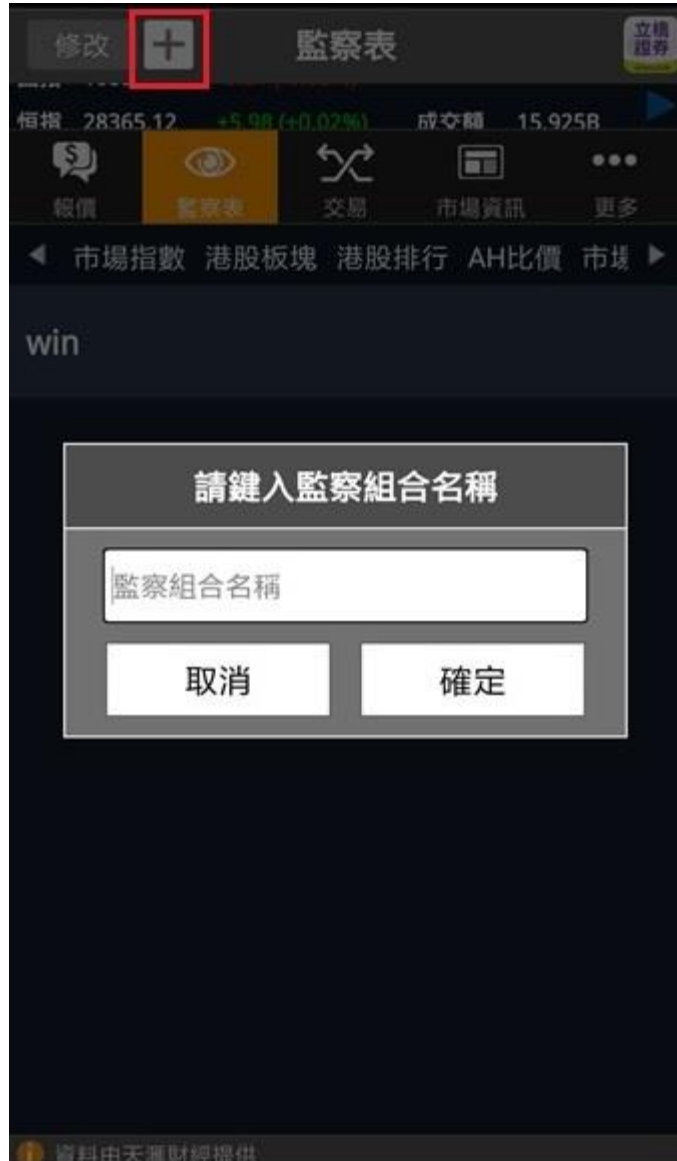 修改 + 監察表 立橋證券
恒指 28365.12 +5.98 (+0.02%) 成交額 15.925B
報價 監察表 交易 市場資訊 更多
市場指數 港股板塊 港股排行 AH比價
win
請鍵入監察組合名稱
監察組合名稱
取消 確定
資料由天滙財經提供